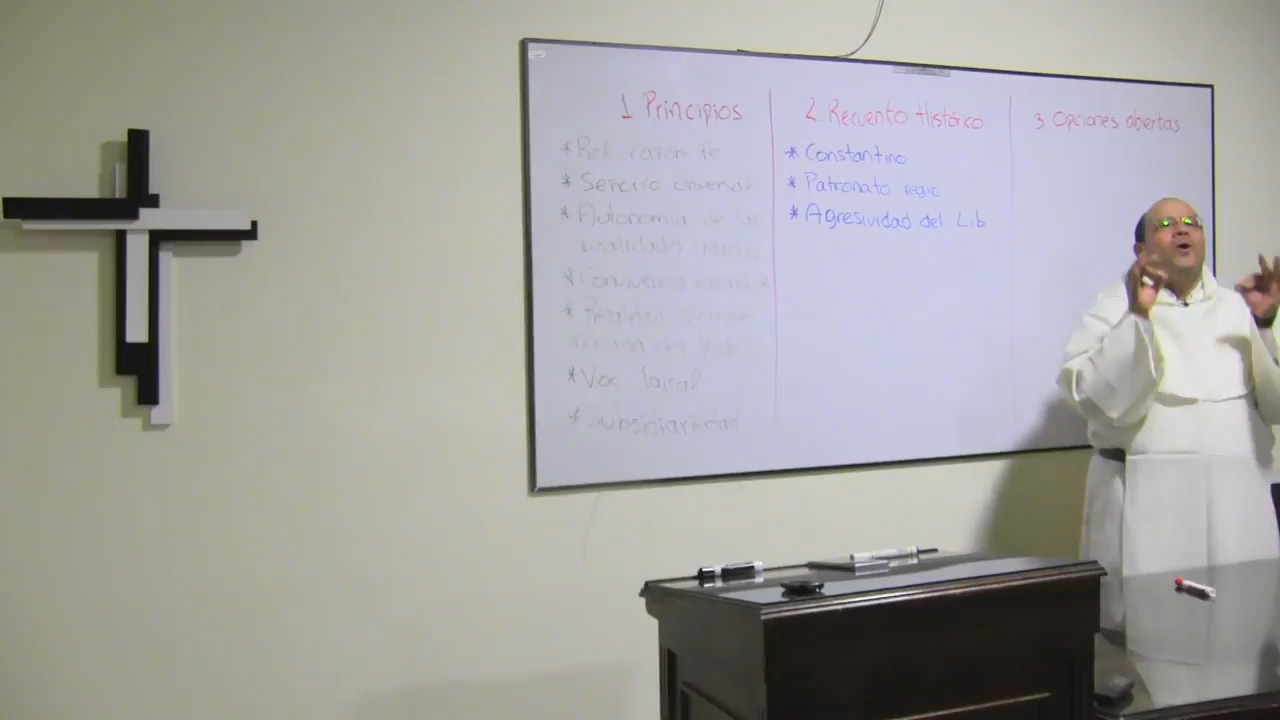 1 Principios
* Rel. razón fe
* Servicio universal
* Autonomía de las
realidades
* Convivencia
*
* Voc laical
* Subsidiariedad
2. Recuento Histórico
* Constantino
* Patronato regio
* Agresividad del Lib.
3 Opciones abiertas